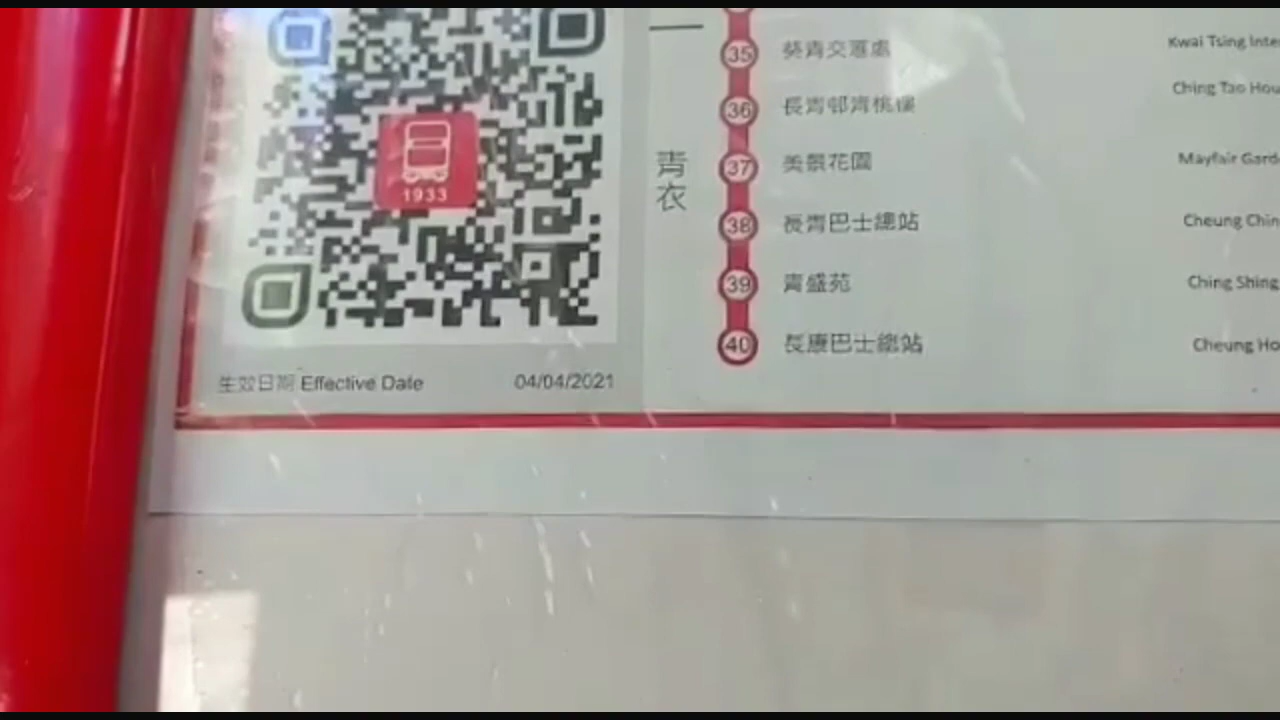 1933
生效日期 Effective Date 04/04/2021
青衣
35 葵青交匯處 Kwai Tsing Inte
36 長青邨青桃樓 Ching Tao Hou
37 美景花園 Mayfair Gard
38 長青巴士總站 Cheung Chin
39 青盛苑 Ching Shing
40 長康巴士總站 Cheung Ho